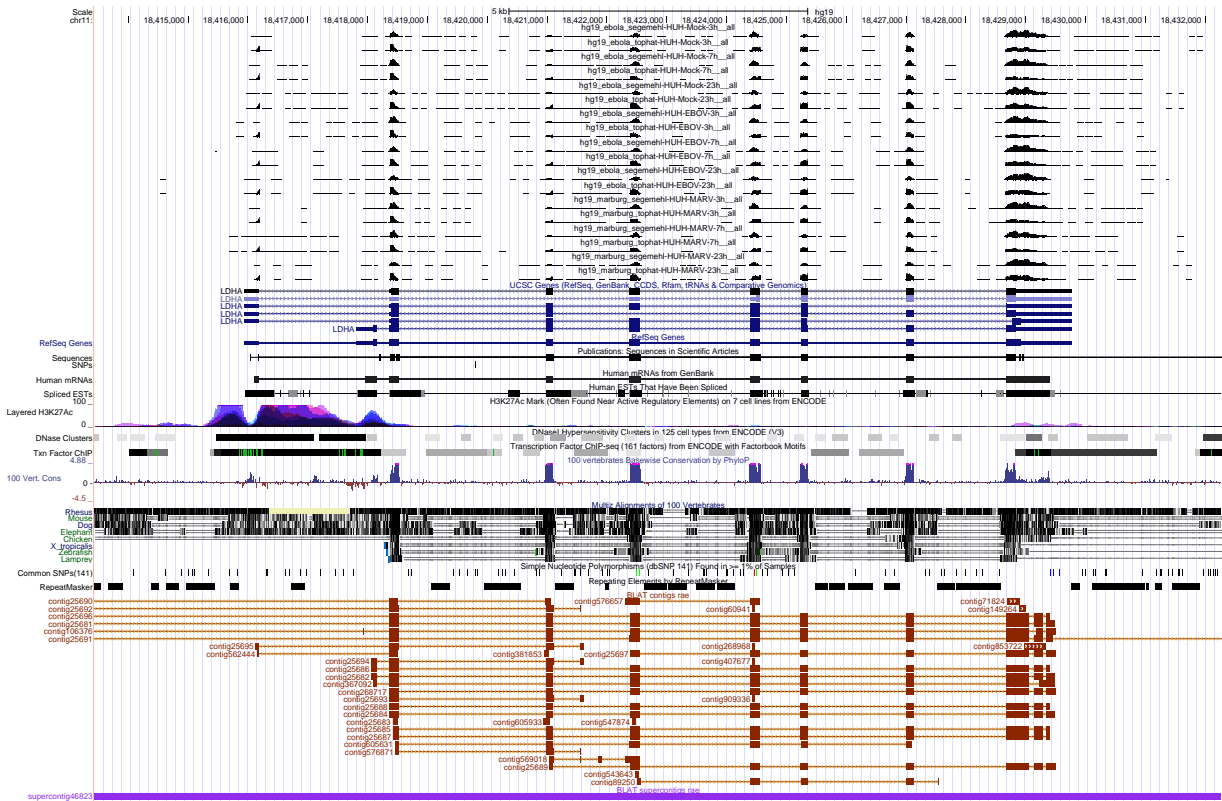 Scale 5 kb hg19
chr11: 18,415,000 18,416,000 18,417,000 18,418,000 18,419,000 18,420,000 18,421,000 18,422,000 18,423,000 18,424,000 18,425,000 18,426,000 18,427,000 18,428,000 18,429,000 18,430,000 18,431,000 18,432,000
hg19_ebola_segemehl-HUH-Mock-3h__all
hg19_ebola_tophat-HUH-Mock-3h__all
hg19_ebola_segemehl-HUH-Mock-7h__all
hg19_ebola_tophat-HUH-Mock-7h__all
hg19_ebola_segemehl-HUH-Mock-23h__all
hg19_ebola_tophat-HUH-Mock-23h__all
hg19_ebola_segemehl-HUH-EBOV-3h__all
hg19_ebola_tophat-HUH-EBOV-3h__all
hg19_ebola_segemehl-HUH-EBOV-7h__all
hg19_ebola_tophat-HUH-EBOV-7h__all
hg19_ebola_segemehl-HUH-EBOV-23h__all
hg19_ebola_tophat-HUH-EBOV-23h__all
hg19_marburg_segemehl-HUH-MARV-3h__all
hg19_marburg_tophat-HUH-MARV-3h__all
hg19_marburg_segemehl-HUH-MARV-7h__all
hg19_marburg_tophat-HUH-MARV-7h__all
hg19_marburg_segemehl-HUH-MARV-23h__all
hg19_marburg_tophat-HUH-MARV-23h__all
UCSC Genes (RefSeq, GenBank, CCDS, Rfam, tRNAs & Comparative Genomics)
LDHA
LDHA
LDHA
LDHA
LDHA
LDHA
RefSeq Genes
RefSeq Genes
Publications: Sequences in Scientific Articles
Sequences
SNPs
Human mRNAs from GenBank
Human mRNAs
Human ESTs That Have Been Spliced
Spliced ESTs
H3K27Ac Mark (Often Found Near Active Regulatory Elements) on 7 cell lines from ENCODE
100
Layered H3K27Ac
0
DNaseI Hypersensitivity Clusters in 125 cell types from ENCODE (V3)
DNase Clusters
Transcription Factor ChIP-seq (161 factors) from ENCODE with Factorbook Motifs
Txn Factor ChIP
100 vertebrates Basewise Conservation by PhyloP
4.88
100 Vert. Cons
0
-4.5
Multiz Alignments of 100 Vertebrates
Rhesus
Mouse
Dog
Elephant
Chicken
X_tropicalis
Zebrafish
Lamprey
Simple Nucleotide Polymorphisms (dbSNP 141) Found in >= 1% of Samples
Common SNPs(141)
Repeating Elements by RepeatMasker
RepeatMasker
BLAT contigs rae
contig25690 contig576657 contig71824
contig25692 contig60941 contig149264
contig25696
contig25681
contig106376
contig25691
contig25695 contig268968 contig853722
contig562444 contig381853 contig25697
contig25694 contig407677
contig25686
contig25682
contig367092
contig268717
contig25693 contig909336
contig25688
contig25684
contig25683 contig605933 contig547874
contig25685
contig25687
contig605631
contig576871
contig569018
contig25689
contig543643
contig89250
BLAT supercontigs rae
supercontig46823